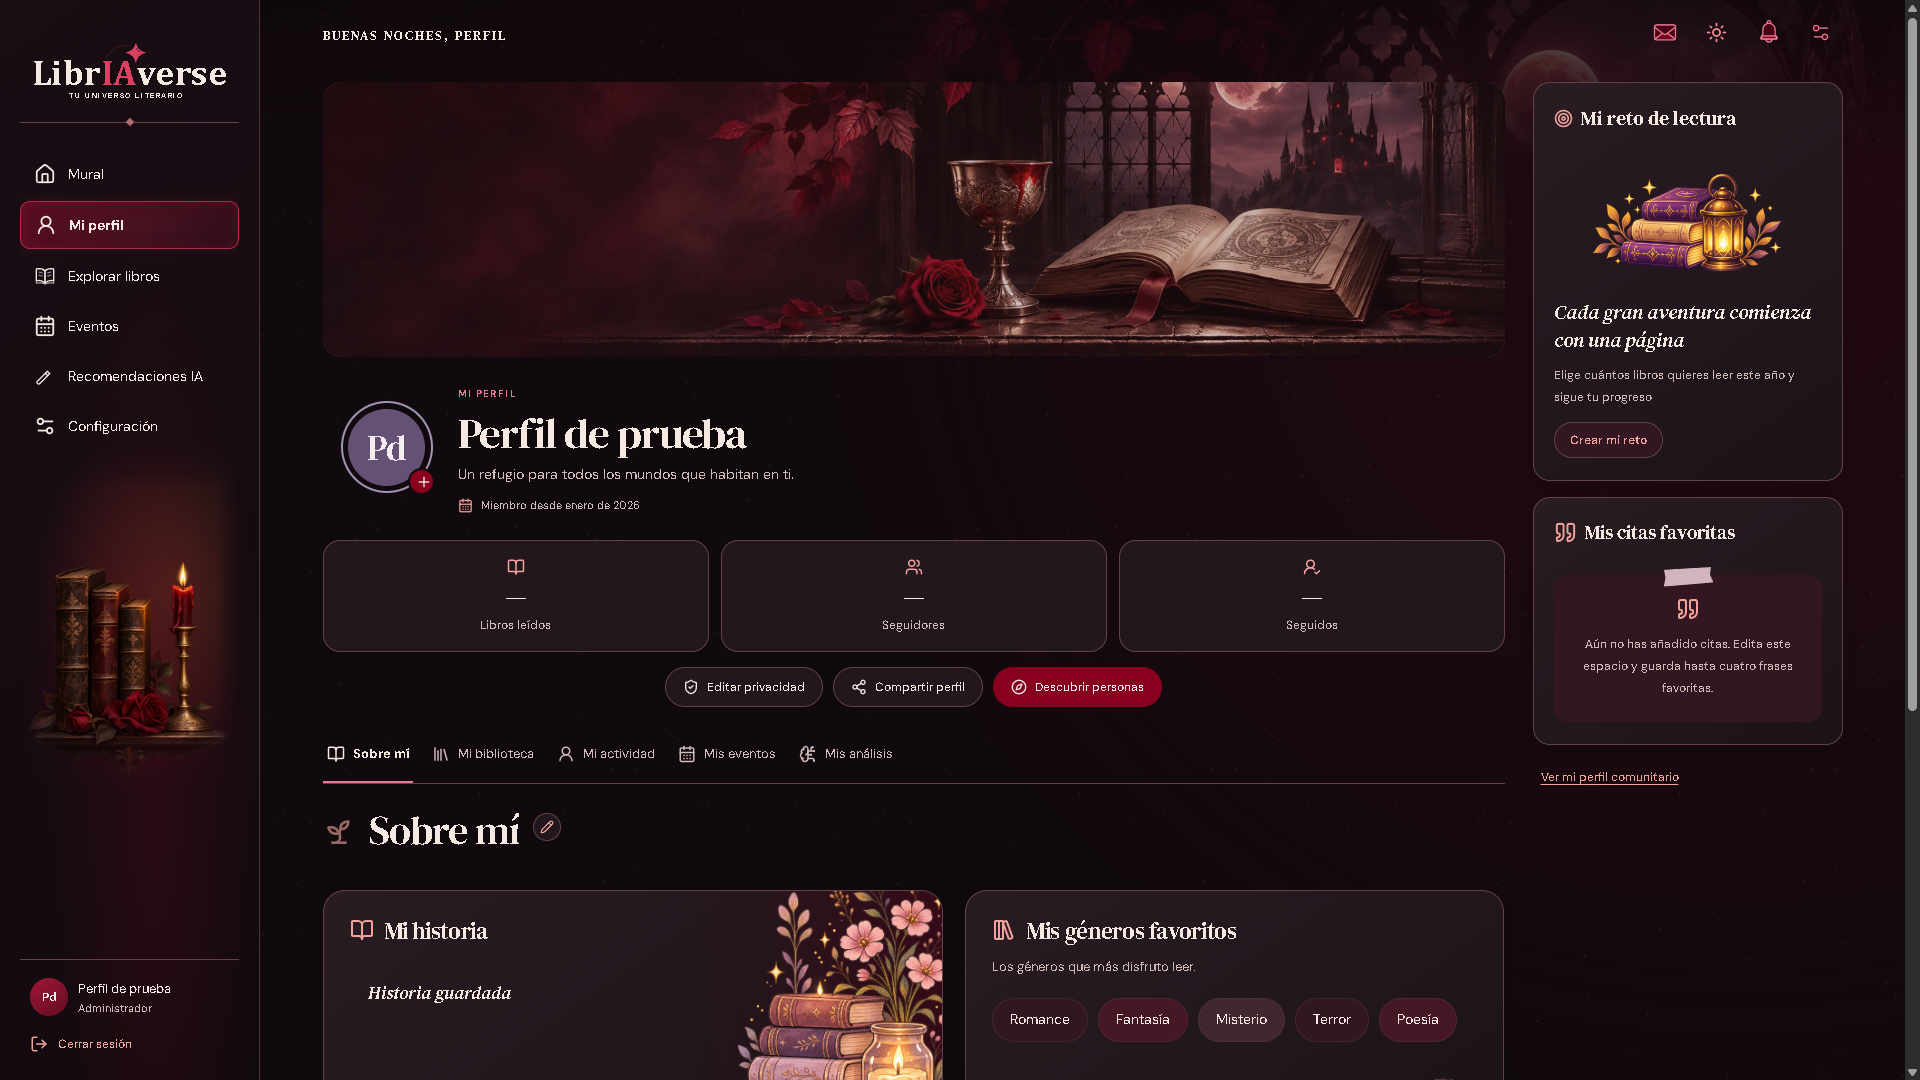 LibrIAverse
TU UNIVERSO LITERARIO
Mural
Mi perfil
Explorar libros
Eventos
Recomendaciones IA
Configuración
Pd
Perfil de prueba
Administrador
Cerrar sesión
BUENAS NOCHES, PERFIL
MI PERFIL
Pd
Perfil de prueba
Un refugio para todos los mundos que habitan en ti.
Miembro desde enero de 2026
Libros leídos
Seguidores
Seguidos
Editar privacidad
Compartir perfil
Descubrir personas
Sobre mí
Mi biblioteca
Mi actividad
Mis eventos
Mis análisis
Sobre mí
Mi historia
Historia guardada
Mis géneros favoritos
Los géneros que más disfruto leer.
Romance
Fantasía
Misterio
Terror
Poesía
Mi reto de lectura
Cada gran aventura comienza
con una página
Elige cuántos libros quieres leer este año y
sigue tu progreso
Crear mi reto
Mis citas favoritas
Aún no has añadido citas. Edita este
espacio y guarda hasta cuatro frases
favoritas.
Ver mi perfil comunitario